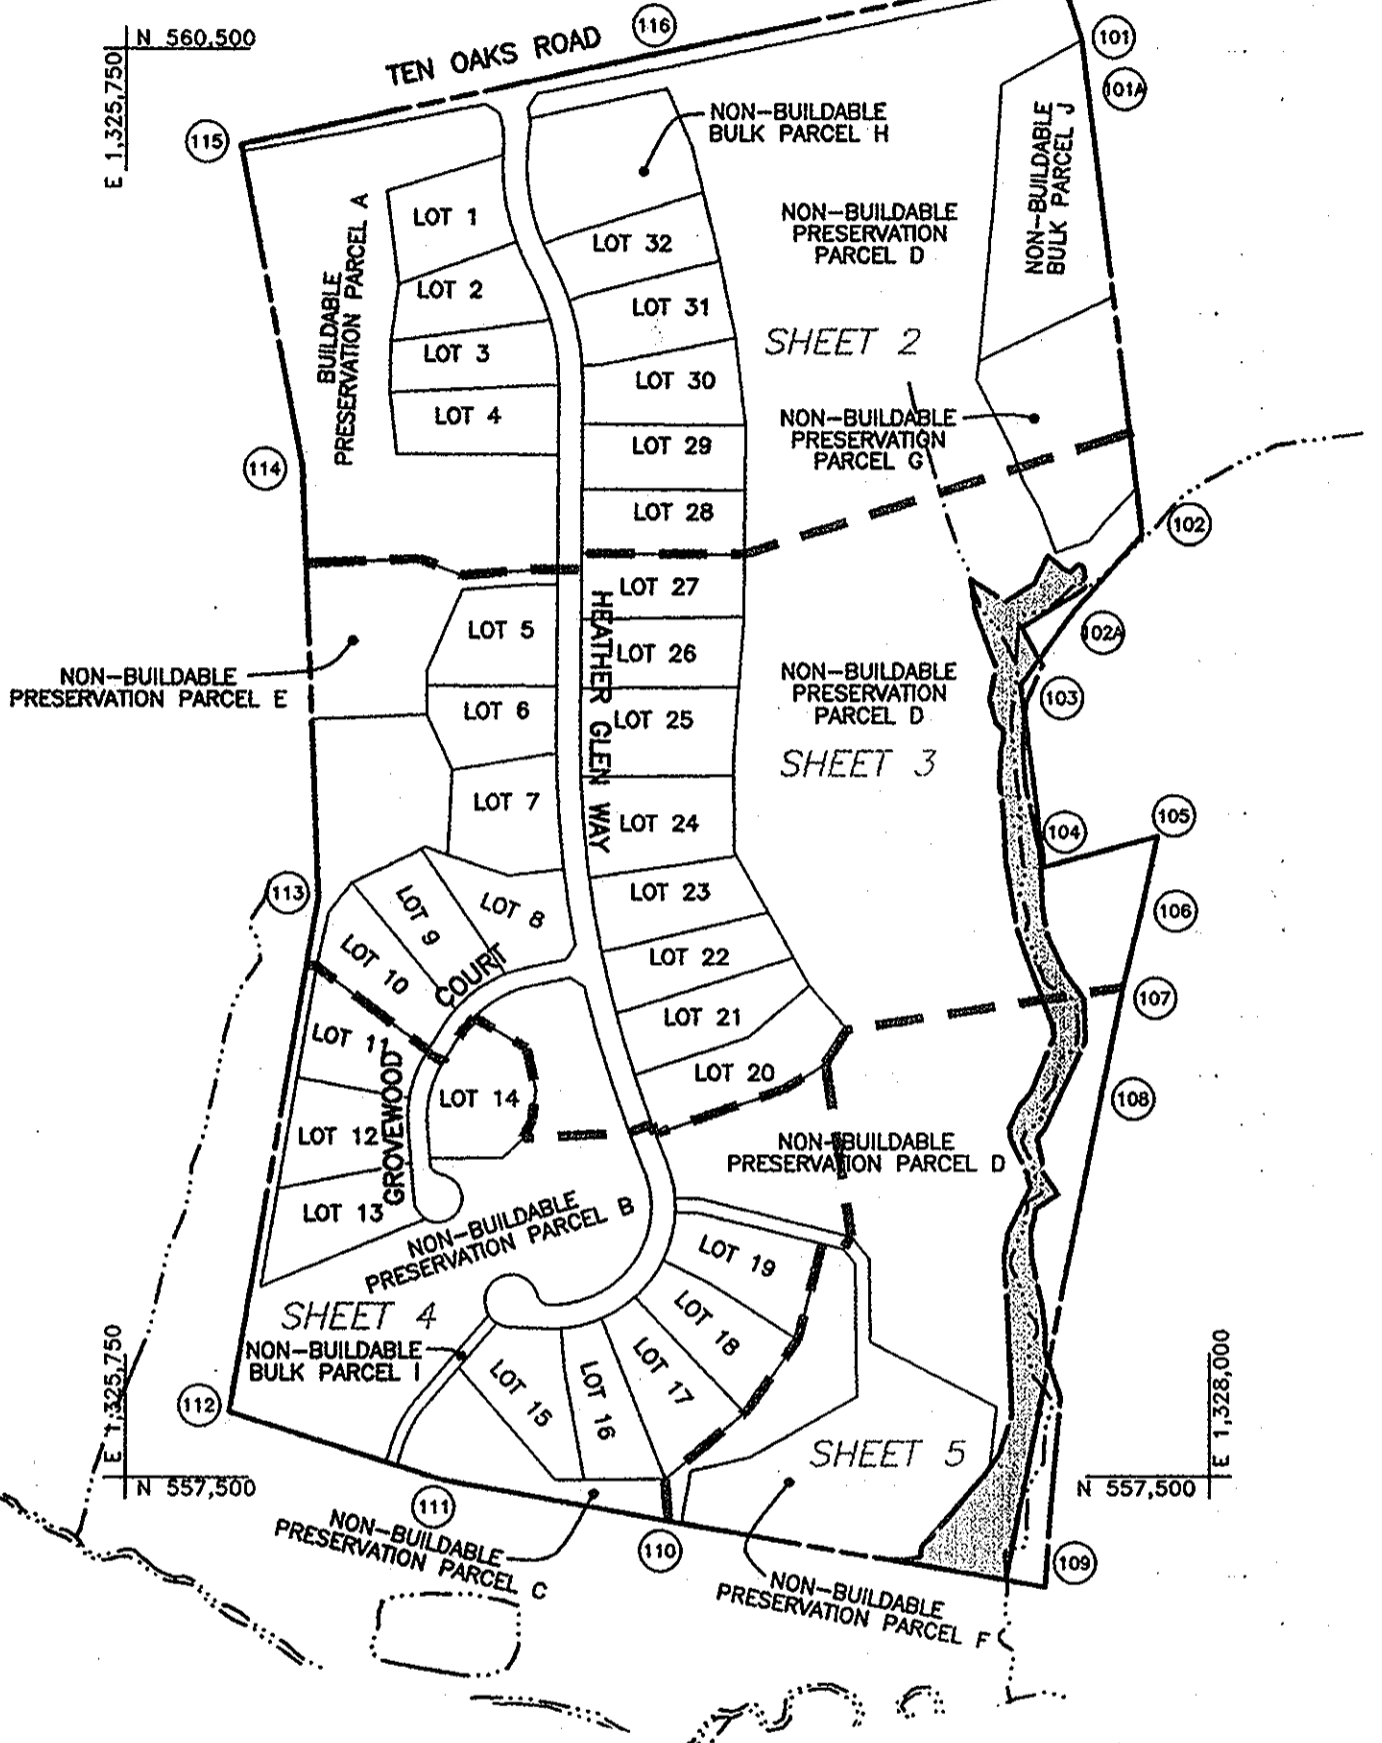 N 560,500
E 1,325,750
TEN OAKS ROAD
116
101
101A
115
NON-BUILDABLE
BULK PARCEL H
NON-BUILDABLE
BULK PARCEL J
BUILDABLE
PRESERVATION PARCEL A
LOT 1
LOT 2
LOT 3
LOT 4
LOT 32
LOT 31
LOT 30
LOT 29
LOT 28
NON-BUILDABLE
PRESERVATION
PARCEL D
SHEET 2
NON-BUILDABLE
PRESERVATION
PARCEL G
114
102
LOT 27
LOT 26
LOT 25
LOT 24
LOT 23
LOT 22
LOT 21
LOT 20
HEATHER GLEN WAY
LOT 5
LOT 6
LOT 7
NON-BUILDABLE
PRESERVATION PARCEL E
NON-BUILDABLE
PRESERVATION
PARCEL D
SHEET 3
102A
103
104
105
106
107
108
113
LOT 8
LOT 9
LOT 10
LOT 11
LOT 12
LOT 13
LOT 14
GROVEWOOD
COURT
NON-BUILDABLE
PRESERVATION PARCEL D
NON-BUILDABLE
PRESERVATION PARCEL B
SHEET 4
NON-BUILDABLE
BULK PARCEL I
LOT 19
LOT 18
LOT 17
LOT 16
LOT 15
SHEET 5
112
E 1,325,750
N 557,500
E 1,328,000
N 557,500
111
110
109
NON-BUILDABLE
PRESERVATION PARCEL C
NON-BUILDABLE
PRESERVATION PARCEL F